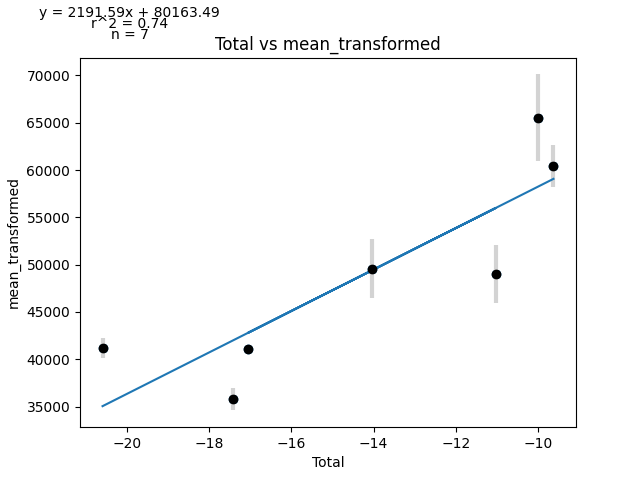 y = 2191.59x + 80163.49
r^2 = 0.74
n = 7
Total vs mean_transformed
70000
65000
60000
55000
50000
45000
40000
35000
mean_transformed
−20
−18
−16
−14
−12
−10
Total